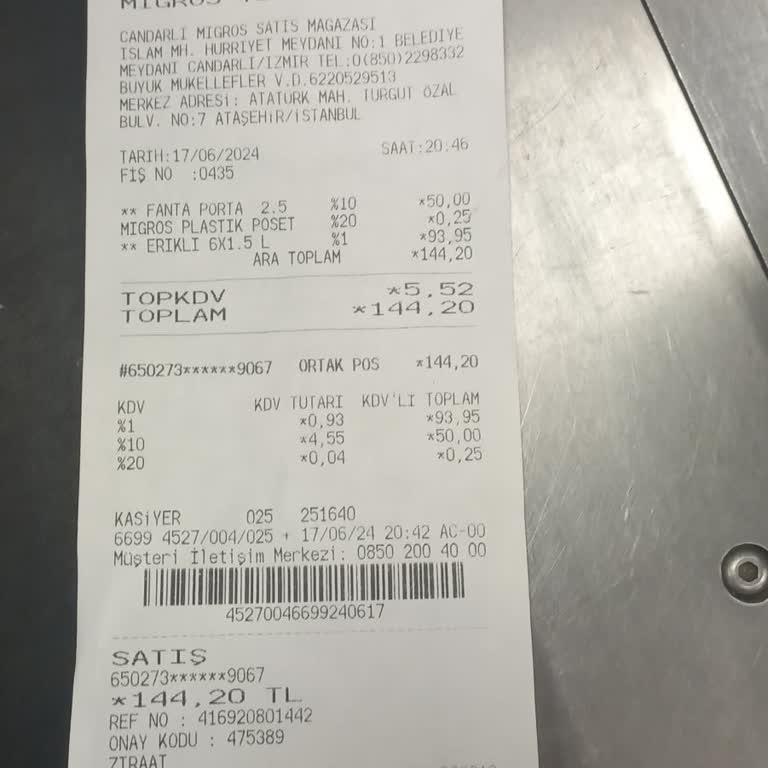 MIGROS
CANDARLI MIGROS SATIS MAGAZASI
ISLAM MH. HURRIYET MEYDANI NO:1 BELEDIYE
MEYDANI CANDARLI/IZMIR TEL:0(850)2298332
BUYUK MUKELLEFLER V.D.6220529513
MERKEZ ADRESİ: ATATURK MAH. TURGUT ÖZAL
BULV. NO:7 ATAŞEHİR/İSTANBUL
TARIH:17/06/2024 SAAT:20:46
FİŞ NO :0435
** FANTA PORTA 2.5 %10 *50,00
MIGROS PLASTIK POSET %20 *0,25
** ERIKLI 6X1.5 L %1 *93,95
ARA TOPLAM *144,20
TOPKDV *5,52
TOPLAM *144,20
#650273******9067 ORTAK POS *144,20
KDV KDV TUTARI KDV'LI TOPLAM
%1 *0,93 *93,95
%10 *4,55 *50,00
%20 *0,04 *0,25
KASİYER 025 251640
6699 4527/004/025 + 17/06/24 20:42 AC-00
Müşteri İletişim Merkezi: 0850 200 40 00
45270046699240617
SATIŞ
650273******9067
*144,20 TL
REF NO : 416920801442
ONAY KODU : 475389
ZIRAAT